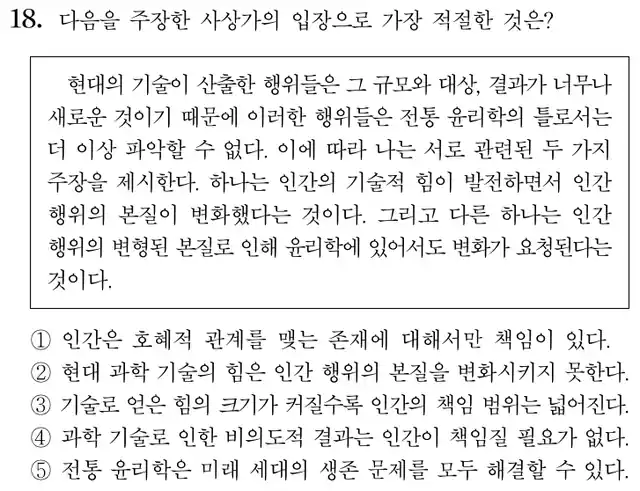 18. 다음을 주장한 사상가의 입장으로 가장 적절한 것은?
현대의 기술이 산출한 행위들은 그 규모와 대상, 결과가 너무나
새로운 것이기 때문에 이러한 행위들은 전통 윤리학의 틀로서는
더 이상 파악할 수 없다. 이에 따라 나는 서로 관련된 두 가지
주장을 제시한다. 하나는 인간의 기술적 힘이 발전하면서 인간
행위의 본질이 변화했다는 것이다. 그리고 다른 하나는 인간
행위의 변형된 본질로 인해 윤리학에 있어서도 변화가 요청된다는
것이다.
① 인간은 호혜적 관계를 맺는 존재에 대해서만 책임이 있다.
② 현대 과학 기술의 힘은 인간 행위의 본질을 변화시키지 못한다.
③ 기술로 얻은 힘의 크기가 커질수록 인간의 책임 범위는 넓어진다.
④ 과학 기술로 인한 비의도적 결과는 인간이 책임질 필요가 없다.
⑤ 전통 윤리학은 미래 세대의 생존 문제를 모두 해결할 수 있다.